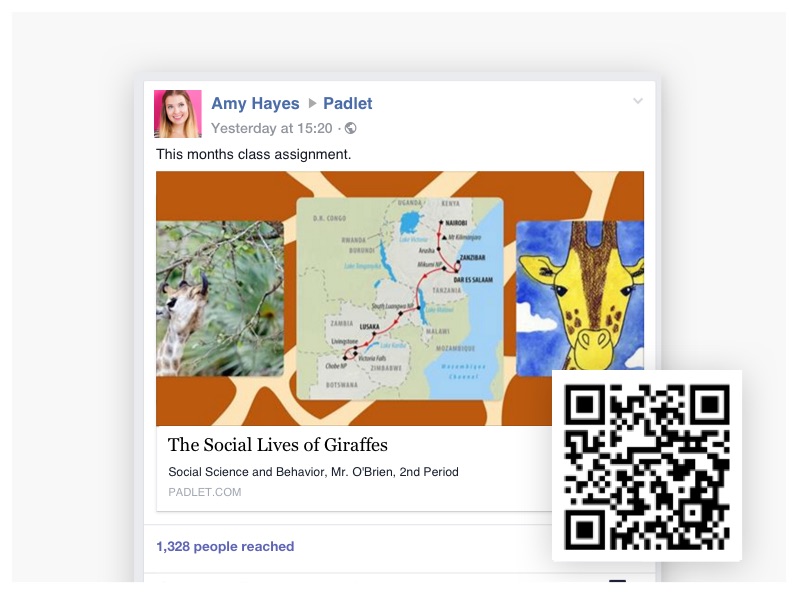 Amy Hayes Padlet
Yesterday at 15:20 ·
This months class assignment.
UGANDA
KENYA
D.R. CONGO
NAIROBI
RWANDA
Lake Victoria
Mt Kilimanjaro
BURUNDI
Arusha
ZANZIBAR
Lake Tanganyika
Mikumi NP
DAR ES SALAAM
TANZANIA
South Luangwa NP
Lake Malawi
ZAMBIA
LUSAKA
MALAWI
Livingstone
Lake Kariba
MOZAMBIQUE
Victoria Falls
Chobe NP
ZIMBABWE
Mozambique
Channel
BOTSWANA
The Social Lives of Giraffes
Social Science and Behavior, Mr. O'Brien, 2nd Period
PADLET.COM
1,328 people reached